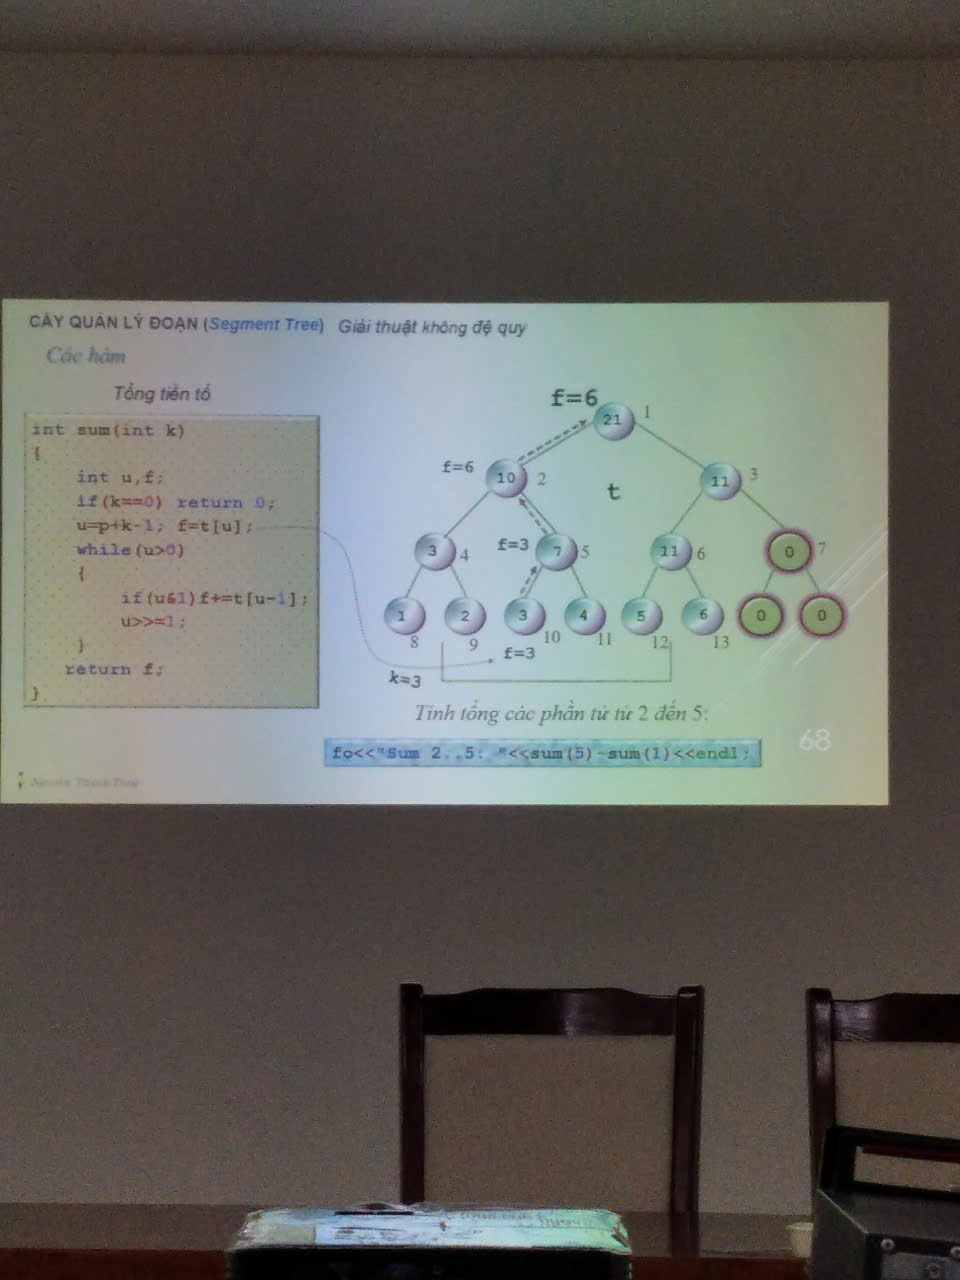 CÂY QUẢN LÝ ĐOẠN (Segment Tree) Giải thuật không đệ quy
Các hàm
Tổng tiền tố
int sum(int k)
{
int u,f;
if(k==0) return 0;
u=p+k-1; f=t[u];
while(u>0)
{
if(u&1)f+=t[u-1];
u>>=1;
}
return f;
}
f=6
21 1
f=6 10 2
t
11 3
3 4
f=3 7 5
11 6
0 7
1 2 3 4 5 6 0 0
8 9 10 11 12 13
f=3
k=3
Tính tổng các phần tử từ 2 đến 5:
fo<<"Sum 2..5: "<<sum(5)-sum(1)<<endl;
68